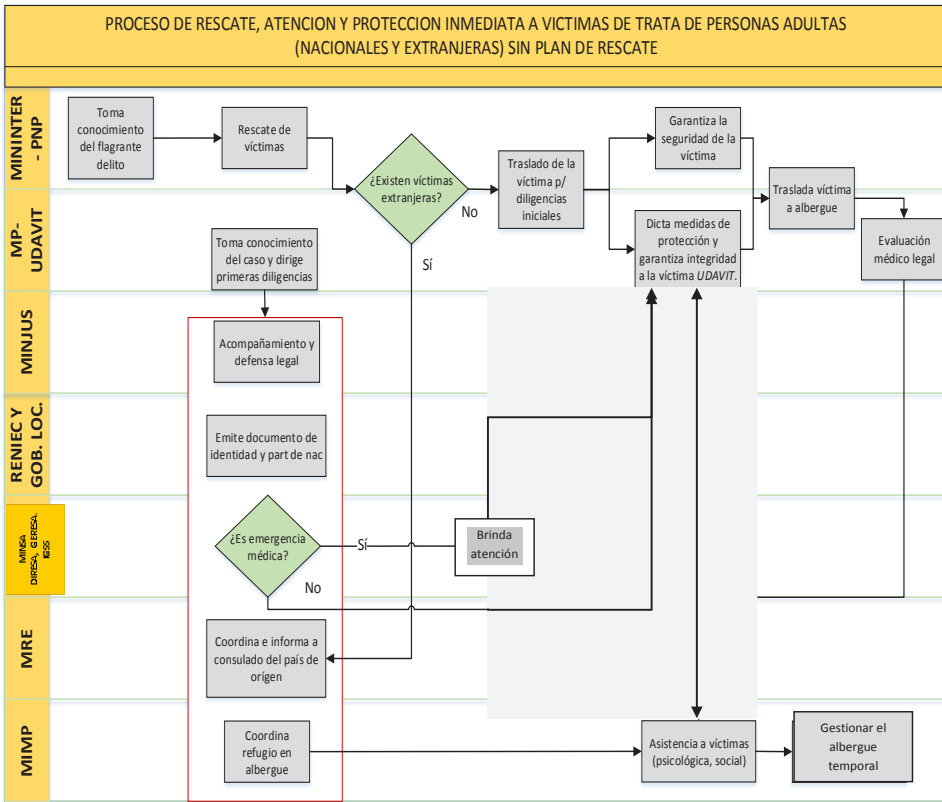 PROCESO DE RESCATE, ATENCION Y PROTECCION INMEDIATA A VICTIMAS DE TRATA DE PERSONAS ADULTAS
(NACIONALES Y EXTRANJERAS) SIN PLAN DE RESCATE
MININTER
- PNP
Toma
conocimiento
del flagrante
delito
Rescate de
víctimas
¿Existen víctimas
extranjeras?
No
Sí
Traslado de la
víctima p/
diligencias
iniciales
Garantiza la
seguridad de la
víctima
Traslada víctima
a albergue
MP-
UDAVIT
Toma conocimiento
del caso y dirige
primeras diligencias
Dicta medidas de
protección y
garantiza integridad
a la víctima UDAVIT.
Evaluación
médico legal
MINJUS
Acompañamiento y
defensa legal
RENIEC Y
GOB. LOC.
Emite documento de
identidad y part de nac
MINSA
DIRESA, GERESA.
IGSS
¿Es emergencia
médica?
Sí
No
Brinda
atención
MRE
Coordina e informa a
consulado del país de
orígen
MIMP
Coordina
refugio en
albergue
Asistencia a víctimas
(psicológica, social)
Gestionar el
albergue
temporal